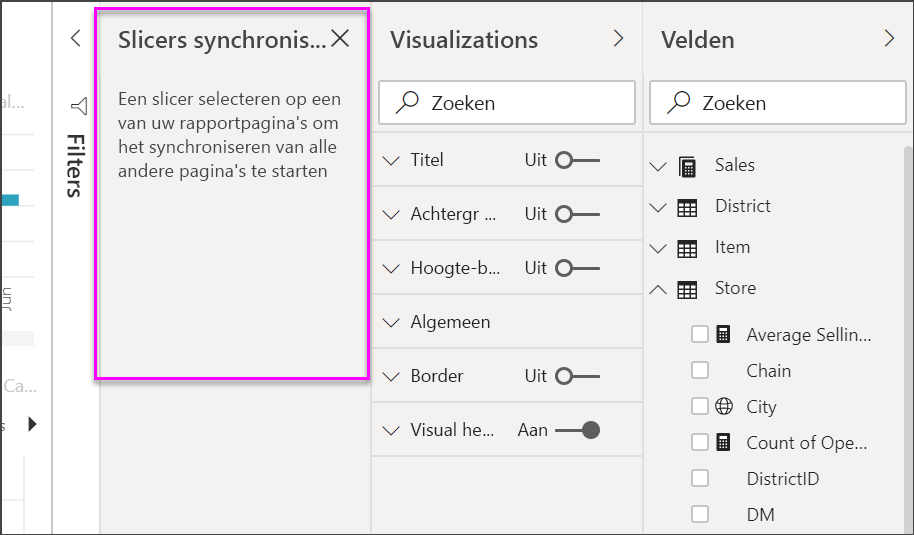 al...
Jun
Ca...
s
Filters
Slicers synchronis...
Een slicer selecteren op een
van uw rapportpagina's om
het synchroniseren van alle
andere pagina's te starten
Visualizations
Zoeken
Titel Uit
Achtergr ... Uit
Hoogte-b... Uit
Algemeen
Border Uit
Visual he... Aan
Velden
Zoeken
Sales
District
Item
Store
Average Sellin...
Chain
City
Count of Ope...
DistrictID
DM